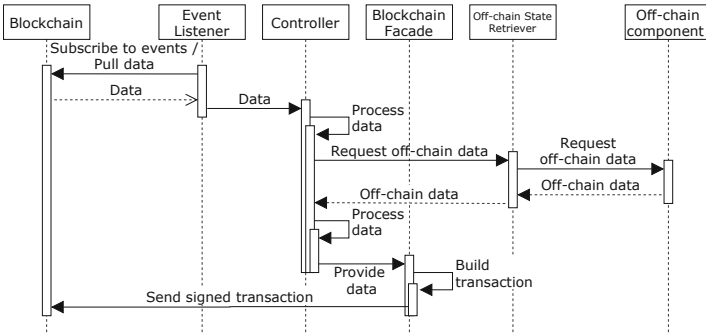 Blockchain
Event
Listener
Controller
Blockchain
Facade
Off-chain State
Retriever
Off-chain
component
Subscribe to events /
Pull data
Data
Data
Process
data
Request off-chain data
Request
off-chain data
Off-chain data
Off-chain data
Process
data
Provide
data
Build
transaction
Send signed transaction